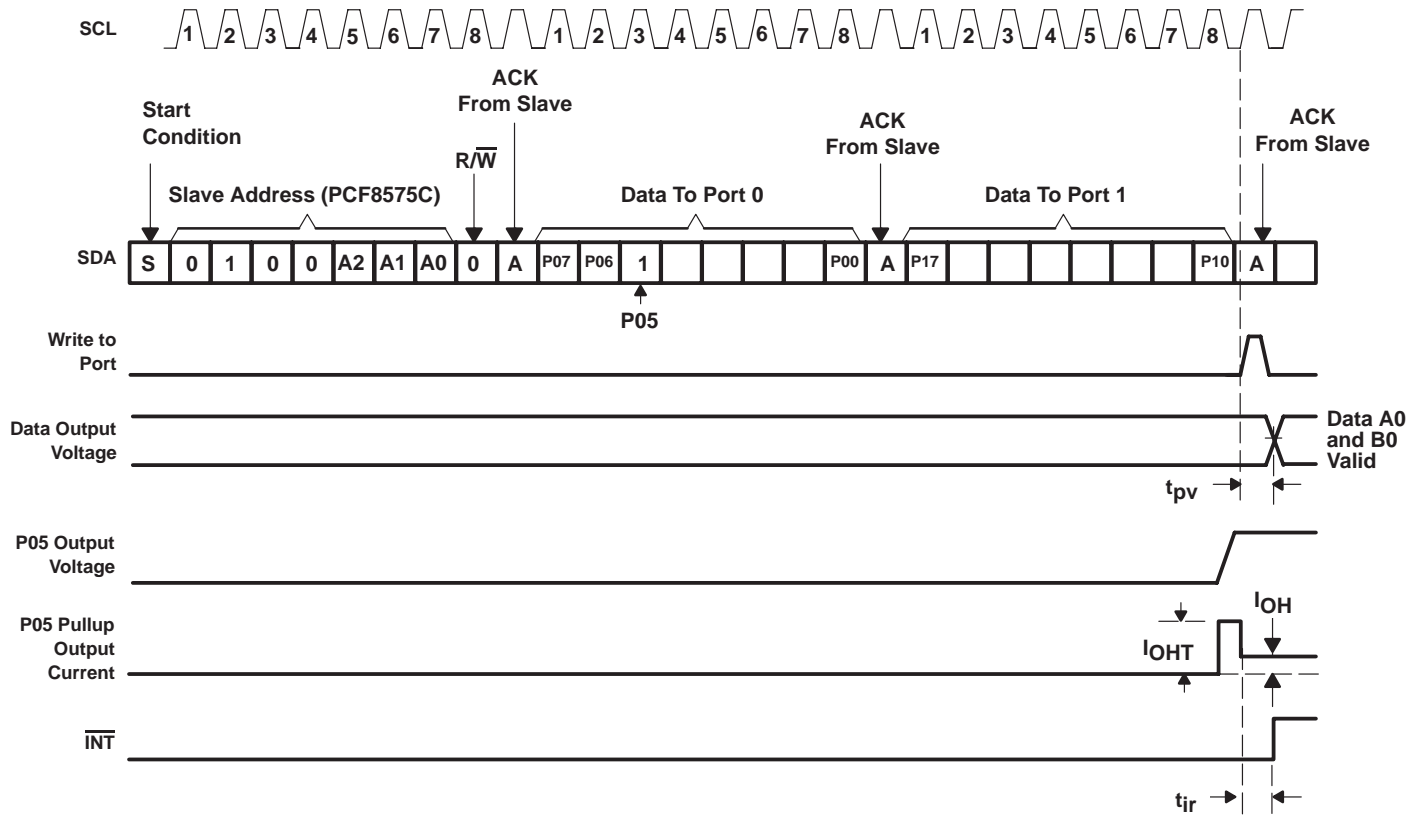 SCL 1 2 3 4 5 6 7 8 1 2 3 4 5 6 7 8 1 2 3 4 5 6 7 8
Start
Condition
R/W̅
ACK
From Slave
ACK
From Slave
ACK
From Slave
Slave Address (PCF8575C)
Data To Port 0
Data To Port 1
SDA S 0 1 0 0 A2 A1 A0 0 A P07 P06 1 P00 A P17 P10 A
P05
Write to
Port
Data Output
Voltage
Data A0
and B0
Valid
tpv
P05 Output
Voltage
P05 Pullup
Output
Current
IOHT
IOH
I̅N̅T̅
tir